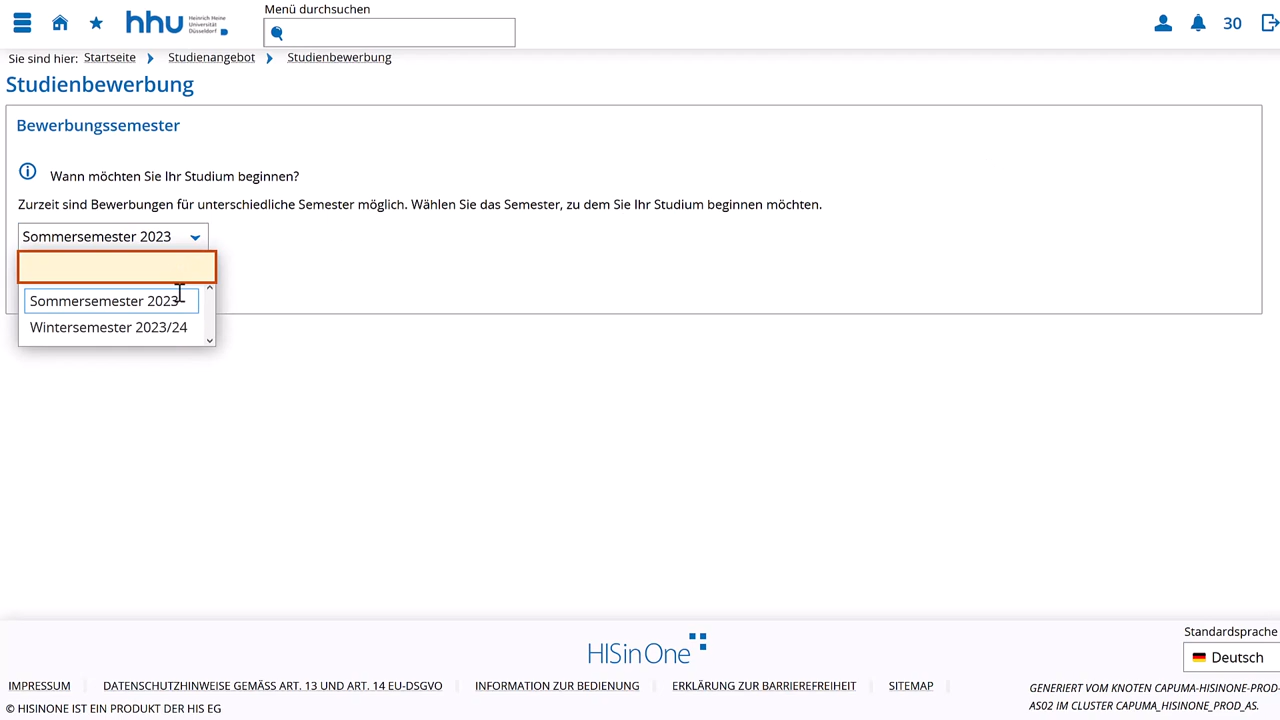 hhu Heinrich Heine
Universität
Düsseldorf
Menü durchsuchen
30
Sie sind hier: Startseite Studienangebot Studienbewerbung
Studienbewerbung
Bewerbungssemester
Wann möchten Sie Ihr Studium beginnen?
Zurzeit sind Bewerbungen für unterschiedliche Semester möglich. Wählen Sie das Semester, zu dem Sie Ihr Studium beginnen möchten.
Sommersemester 2023
Sommersemester 2023
Wintersemester 2023/24
HISinOne
Standardsprache
Deutsch
IMPRESSUM DATENSCHUTZHINWEISE GEMÄSS ART. 13 UND ART. 14 EU-DSGVO INFORMATION ZUR BEDIENUNG ERKLÄRUNG ZUR BARRIEREFREIHEIT SITEMAP
© HISINONE IST EIN PRODUKT DER HIS EG
GENERIERT VOM KNOTEN CAPUMA-HISINONE-PROD-
AS02 IM CLUSTER CAPUMA_HISINONE_PROD_AS.